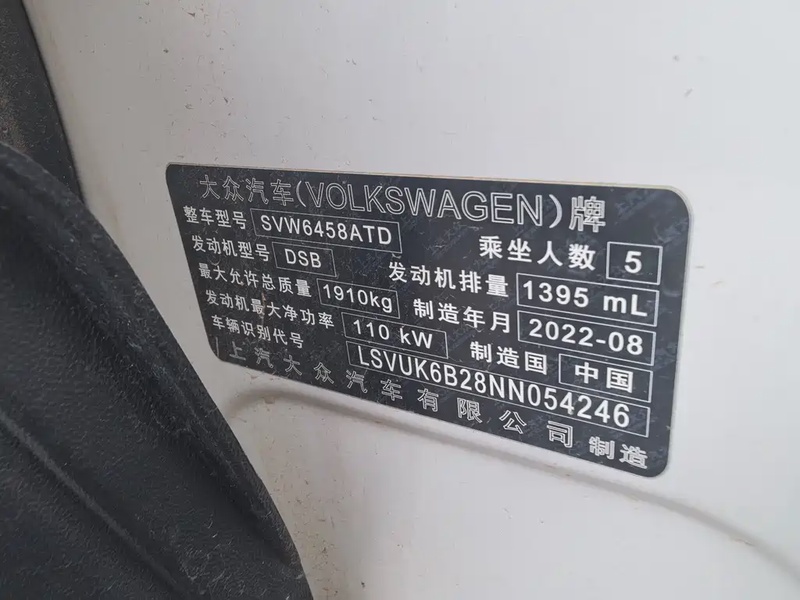 大众汽车(VOLKSWAGEN)牌
整车型号 SVW6458ATD 乘坐人数 5
发动机型号 DSB 发动机排量 1395 mL
最大允许总质量 1910kg 制造年月 2022-08
发动机最大净功率 110 kW 制造国 中国
车辆识别代号 LSVUK6B28NN054246
上汽大众汽车有限公司 制造